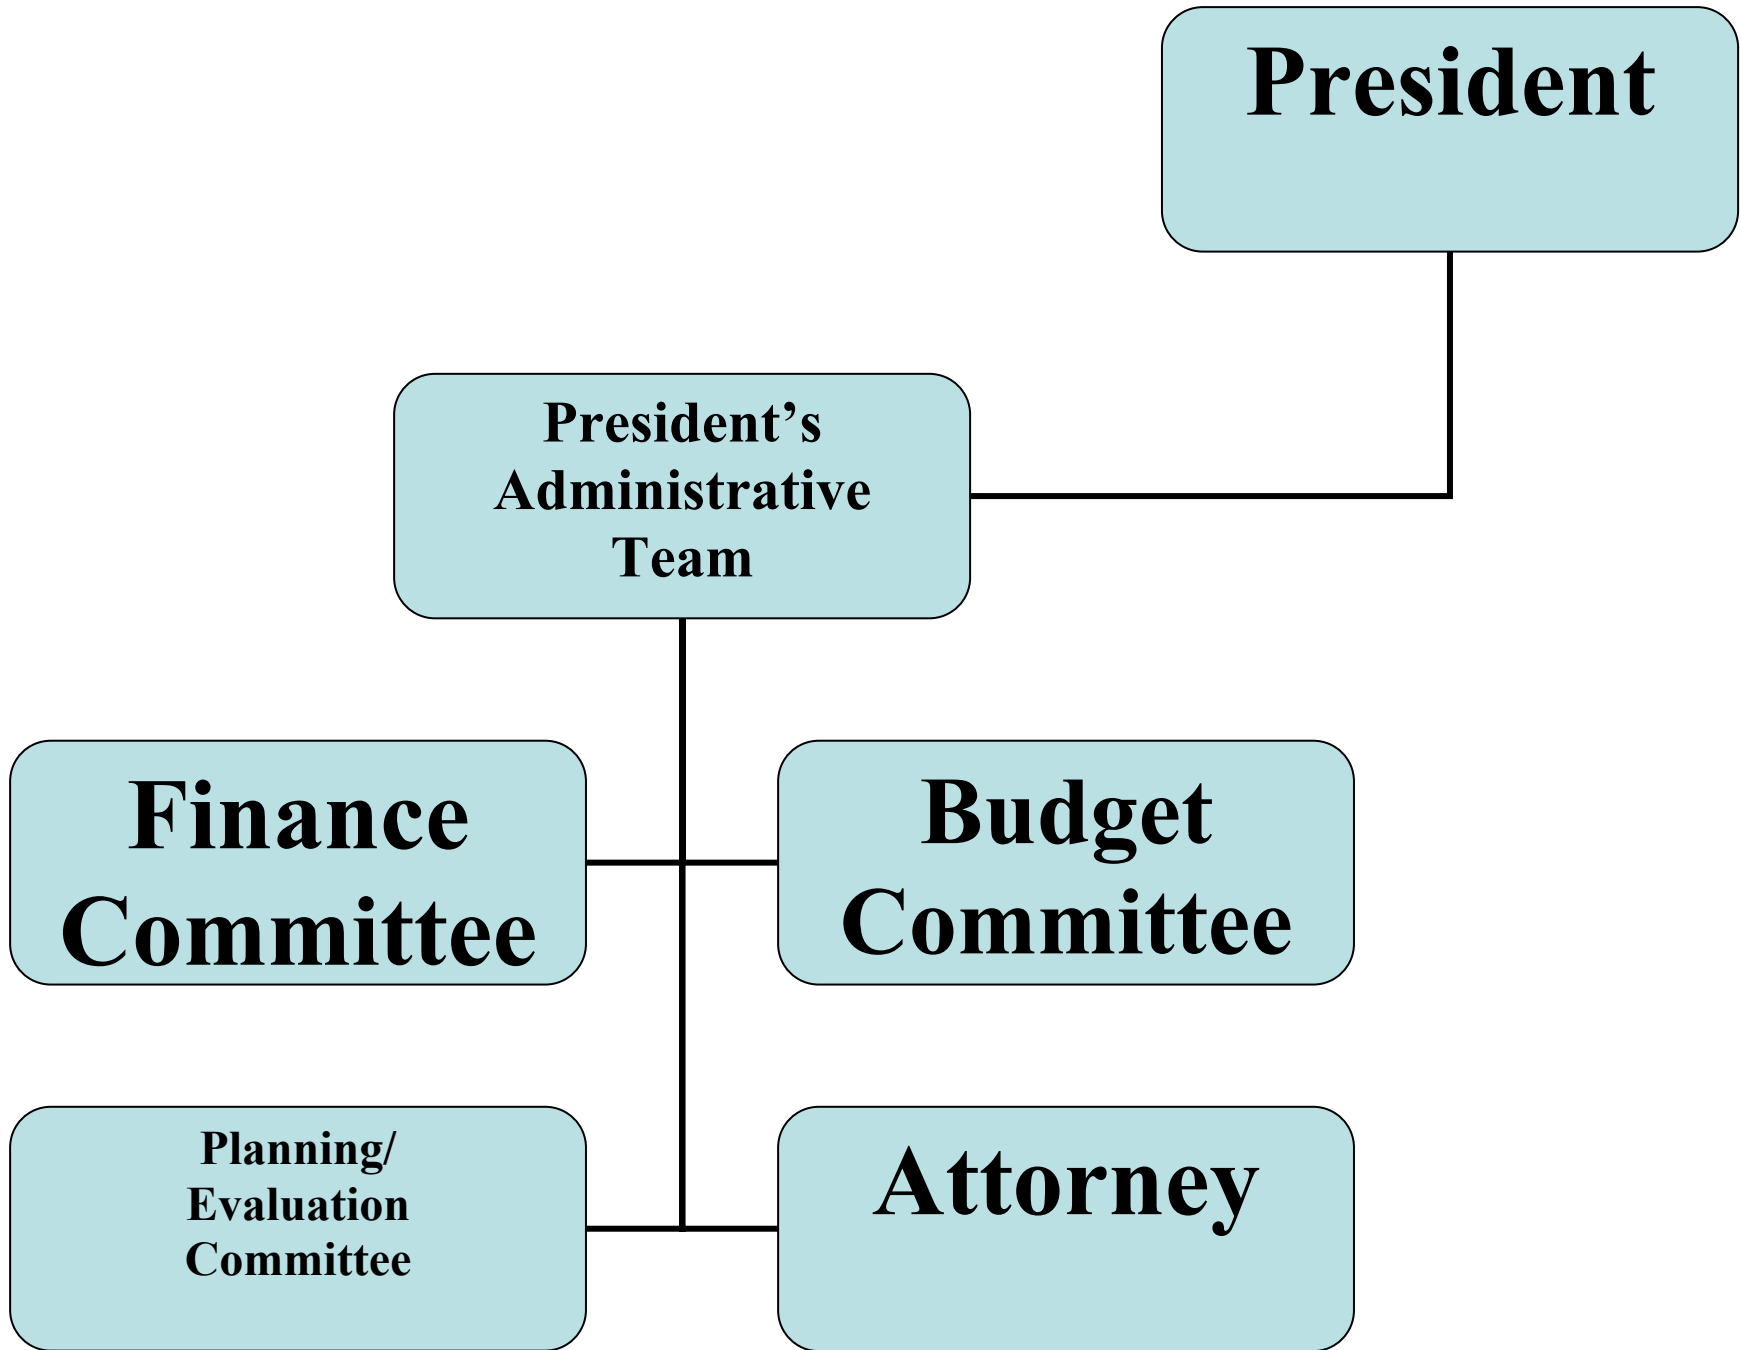 President
President’s
Administrative
Team
Finance
Committee
Budget
Committee
Planning/
Evaluation
Committee
Attorney